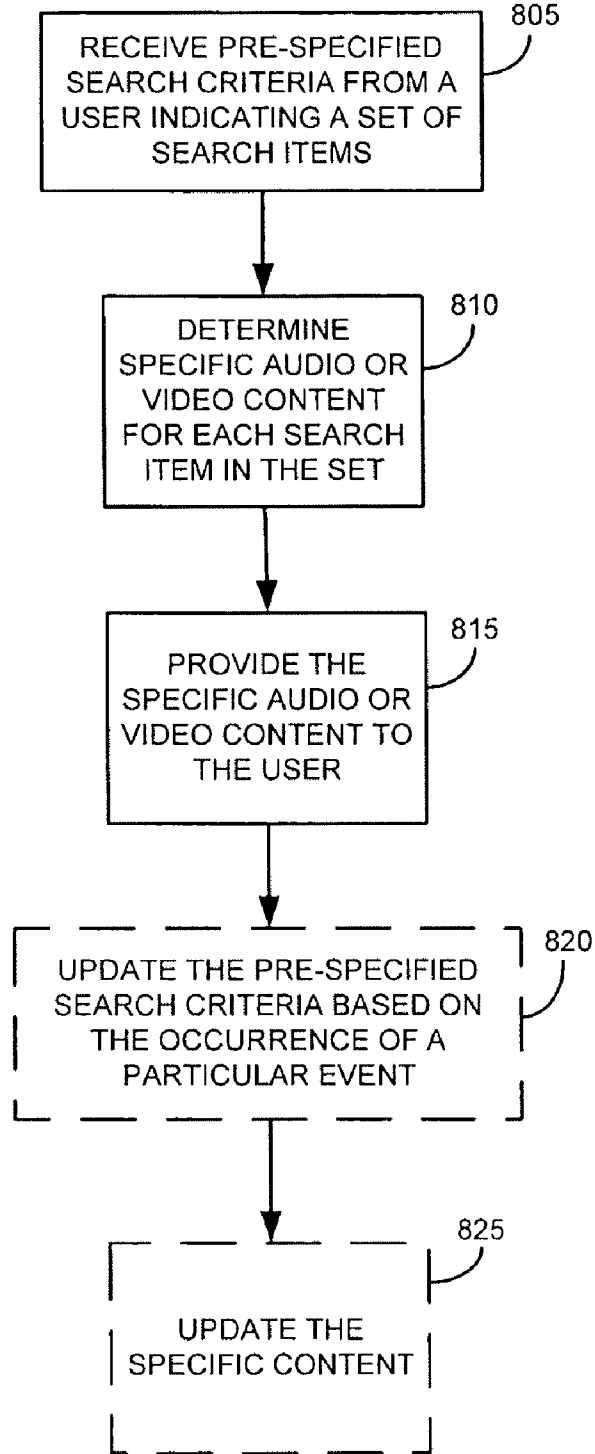 805
RECEIVE PRE-SPECIFIED
SEARCH CRITERIA FROM A
USER INDICATING A SET OF
SEARCH ITEMS
810
DETERMINE
SPECIFIC AUDIO OR
VIDEO CONTENT
FOR EACH SEARCH
ITEM IN THE SET
815
PROVIDE THE
SPECIFIC AUDIO OR
VIDEO CONTENT TO
THE USER
820
UPDATE THE PRE-SPECIFIED
SEARCH CRITERIA BASED ON
THE OCCURRENCE OF A
PARTICULAR EVENT
825
UPDATE THE
SPECIFIC CONTENT